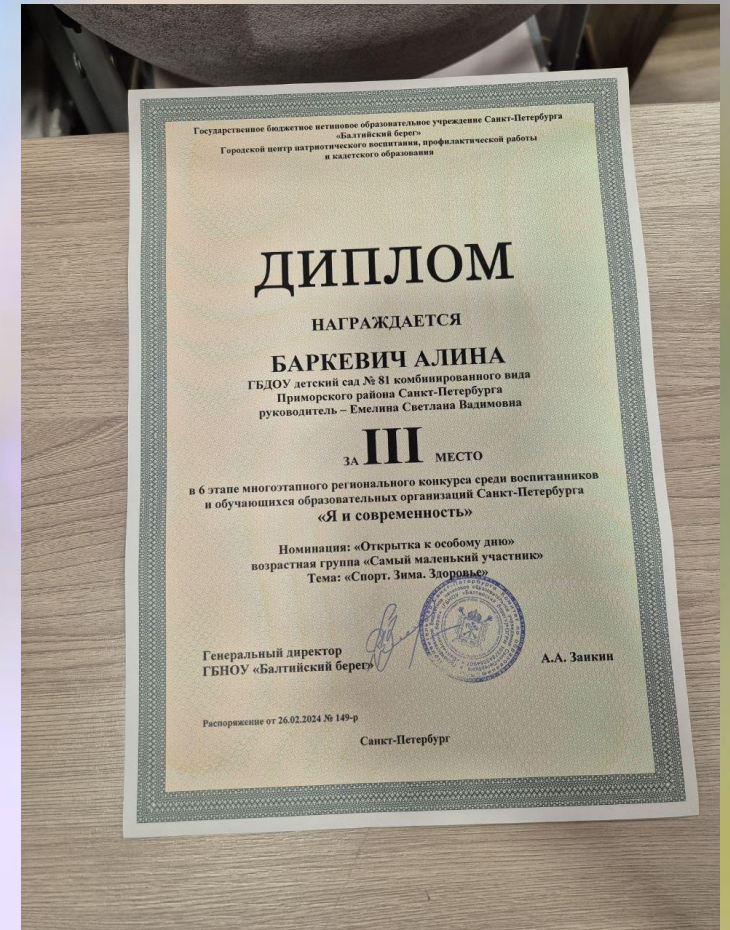 Государственное бюджетное нетиповое образовательное учреждение Санкт-Петербурга
«Балтийский берег»
Городской центр патриотического воспитания, профилактической работы
и кадетского образования
ДИПЛОМ
НАГРАЖДАЕТСЯ
БАРКЕВИЧ АЛИНА
ГБДОУ детский сад № 81 комбинированного вида
Приморского района Санкт-Петербурга
руководитель – Емелина Светлана Вадимовна
ЗА III МЕСТО
в 6 этапе многоэтапного регионального конкурса среди воспитанников
и обучающихся образовательных организаций Санкт-Петербурга
«Я и современность»
Номинация: «Открытка к особому дню»
возрастная группа «Самый маленький участник»
Тема: «Спорт. Зима. Здоровье»
Генеральный директор
ГБНОУ «Балтийский берег»
А.А. Заикин
Распоряжение от 26.02.2024 № 149-р
Санкт-Петербург